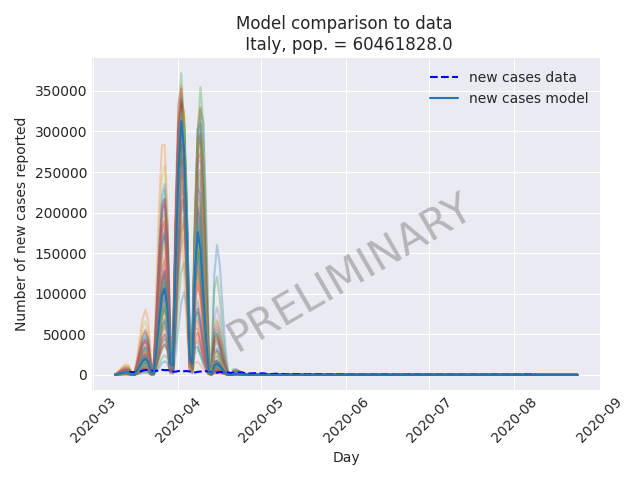 Model comparison to data
Italy, pop. = 60461828.0
new cases data
new cases model
Number of new cases reported
350000
300000
250000
200000
150000
100000
50000
0
PRELIMINARY
2020-03
2020-04
2020-05
2020-06
2020-07
2020-08
2020-09
Day